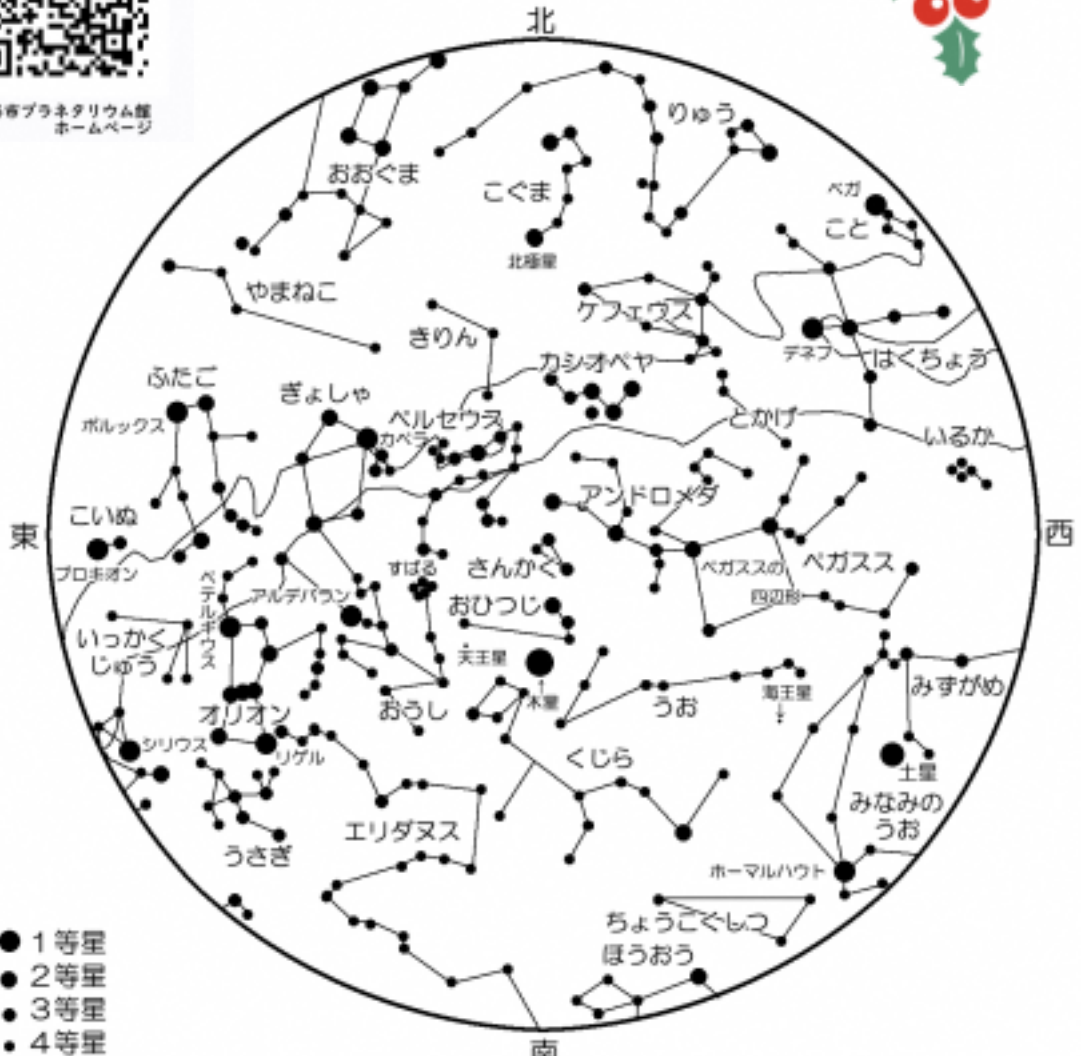 北
プラネタリウム館
ホームページ
りゅう
おおぐま
こぐま
ベガ
こと
北極星
やまねこ
ケフェウス
きりん
デネブ
はくちょう
カシオペヤ
ふたご
ぎょしゃ
ペルセウス
ポルックス
カペラ
とかげ
いるか
アンドロメダ
こいぬ
東
西
プロキオン
すばる
さんかく
ペガススの
四辺形
ペガスス
ベテルギウス
アルデバラン
おひつじ
いっかく
じゅう
天王星
木星
おうし
うお
海王星
みずがめ
オリオン
シリウス
リゲル
くじら
土星
みなみの
うお
エリダヌス
うさぎ
ホーマルハウト
ちょうこくしつ
ほうおう
1等星
2等星
3等星
4等星
南